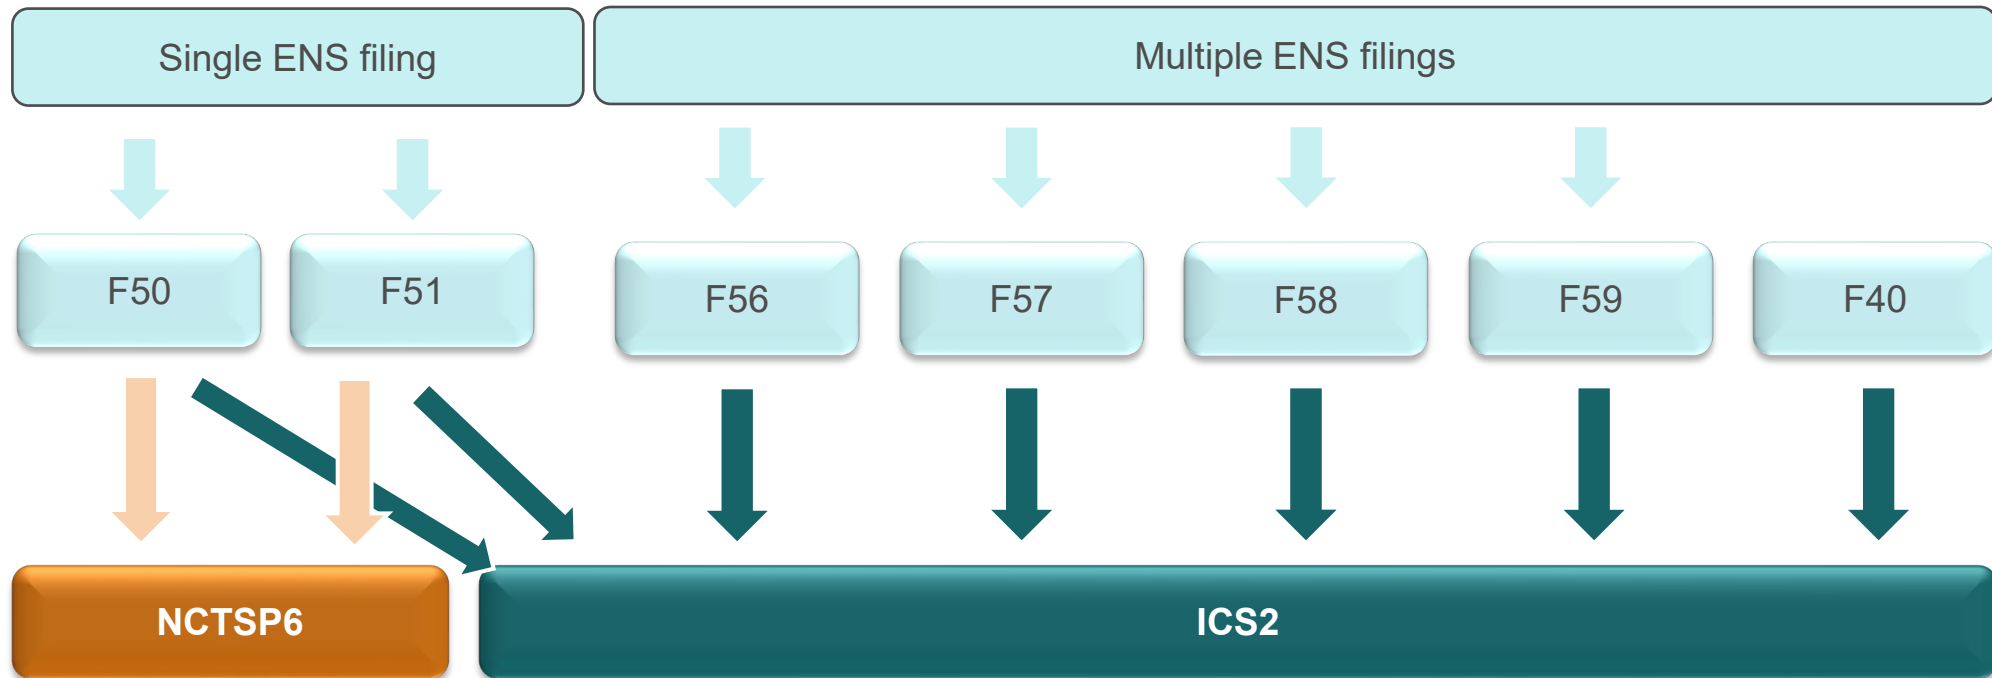 Single ENS filing
Multiple ENS filings
F50
F51
F56
F57
F58
F59
F40
NCTSP6
ICS2